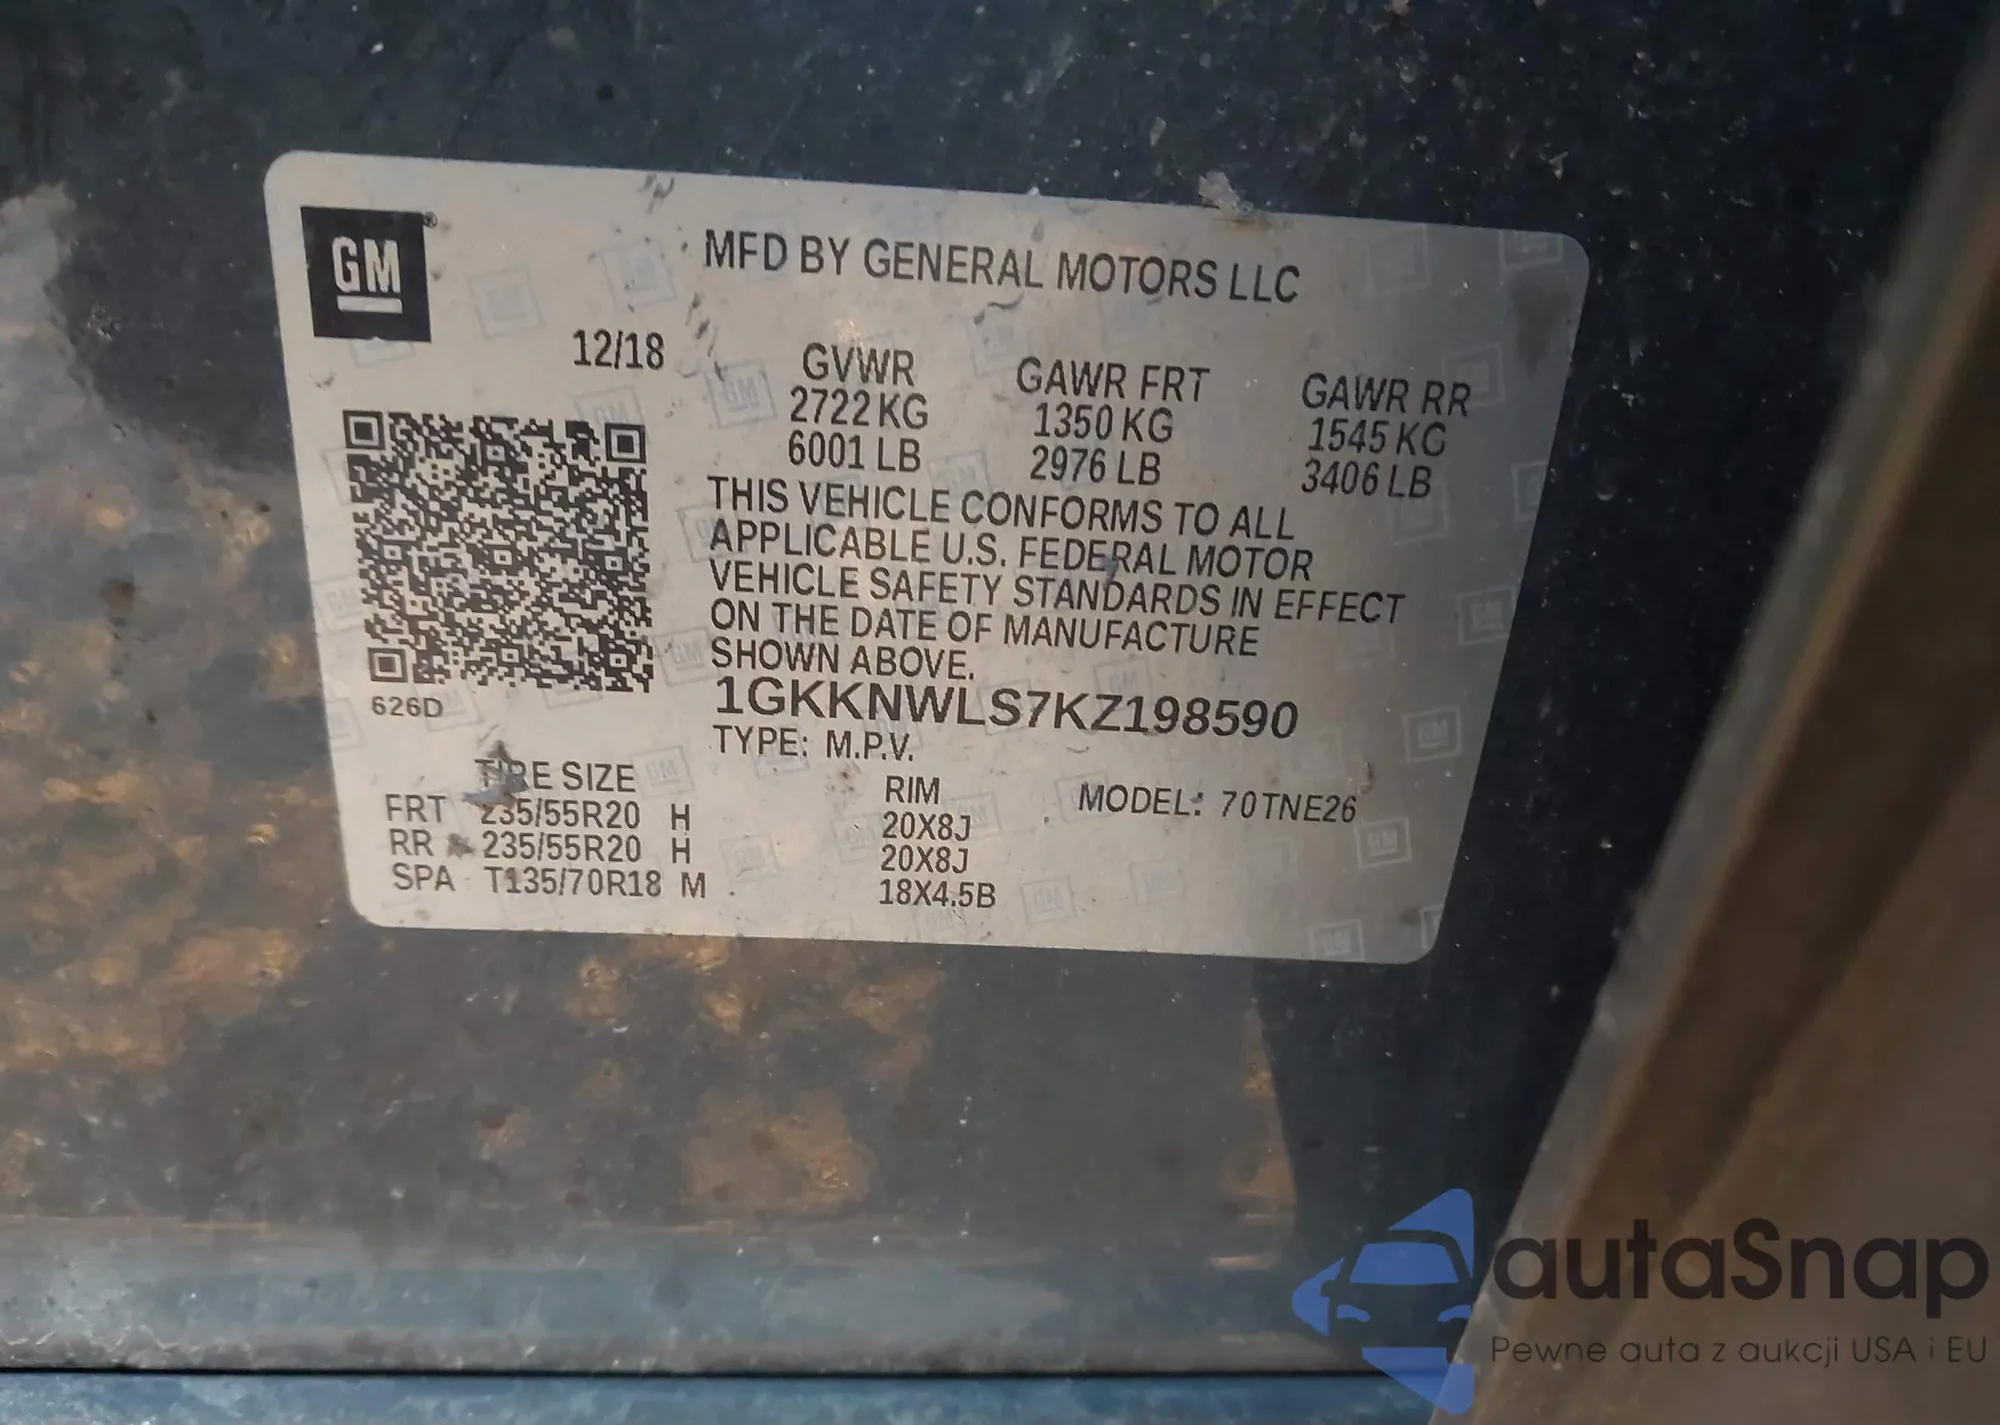 GM
MFD BY GENERAL MOTORS LLC
12/18
GVWR GAWR FRT GAWR RR
2722 KG 1350 KG 1545 KG
6001 LB 2976 LB 3406 LB
THIS VEHICLE CONFORMS TO ALL
APPLICABLE U.S. FEDERAL MOTOR
VEHICLE SAFETY STANDARDS IN EFFECT
ON THE DATE OF MANUFACTURE
SHOWN ABOVE.
626D
1GKKNWLS7KZ198590
TYPE: M.P.V.
TIRE SIZE RIM MODEL: 70TNE26
FRT 235/55R20 H 20X8J
RR 235/55R20 H 20X8J
SPA T135/70R18 M 18X4.5B
autaSnap
Pewne auta z aukcji USA i EU